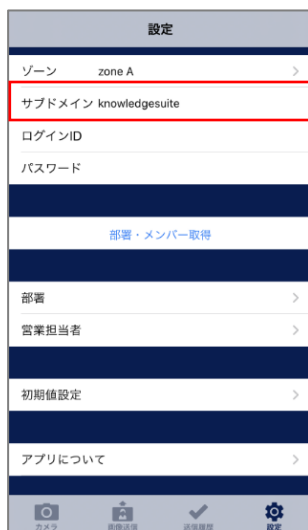 設定
ゾーン zone A
サブドメイン knowledgesuite
ログインID
パスワード
部署・メンバー取得
部署
営業担当者
初期値設定
アプリについて
カメラ 画像送信 送信履歴 設定